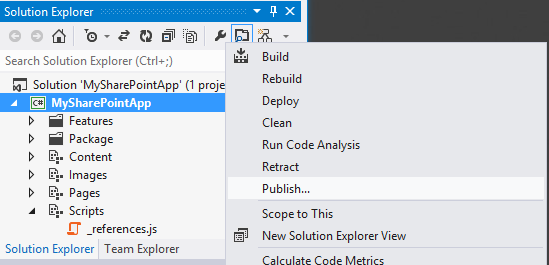 Solution Explorer
Search Solution Explorer (Ctrl+;)
Solution 'MySharePointApp' (1 proje
C# MySharePointApp
Features
Package
Content
Images
Pages
Scripts
_references.js
Solution Explorer Team Explorer
Build
Rebuild
Deploy
Clean
Run Code Analysis
Retract
Publish...
Scope to This
New Solution Explorer View
Calculate Code Metrics